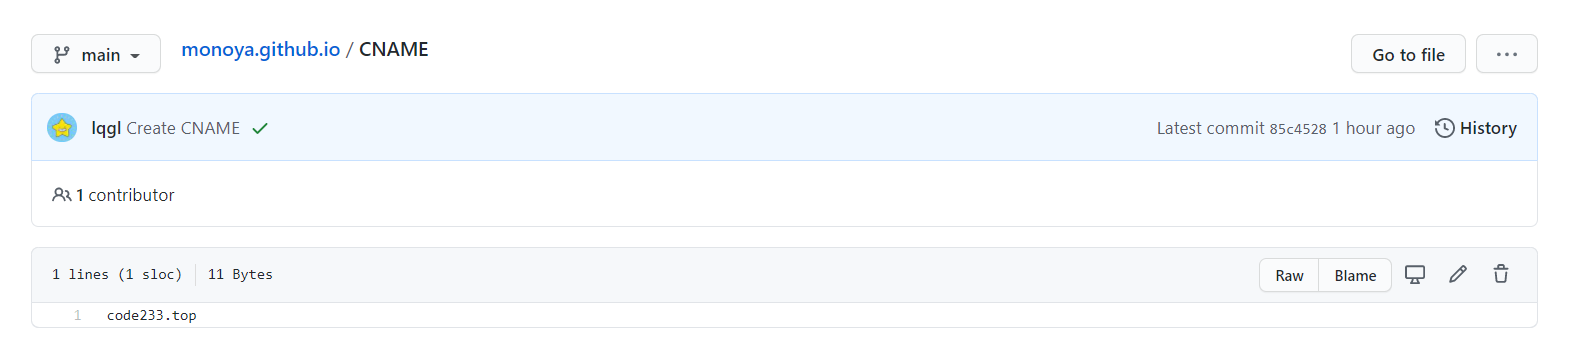 main
monoya.github.io / CNAME
Go to file
lqgl Create CNAME
Latest commit 85c4528 1 hour ago
History
1 contributor
1 lines (1 sloc)
11 Bytes
Raw
Blame
1 code233.top